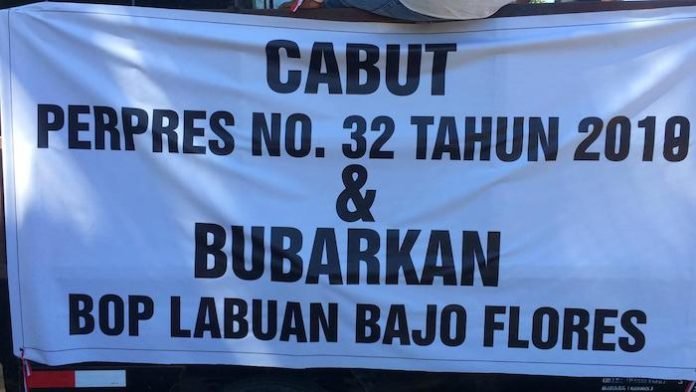 CABUT
PERPRES NO. 32 TAHUN 2018
&
BUBARKAN
BOP LABUAN BAJO FLORES